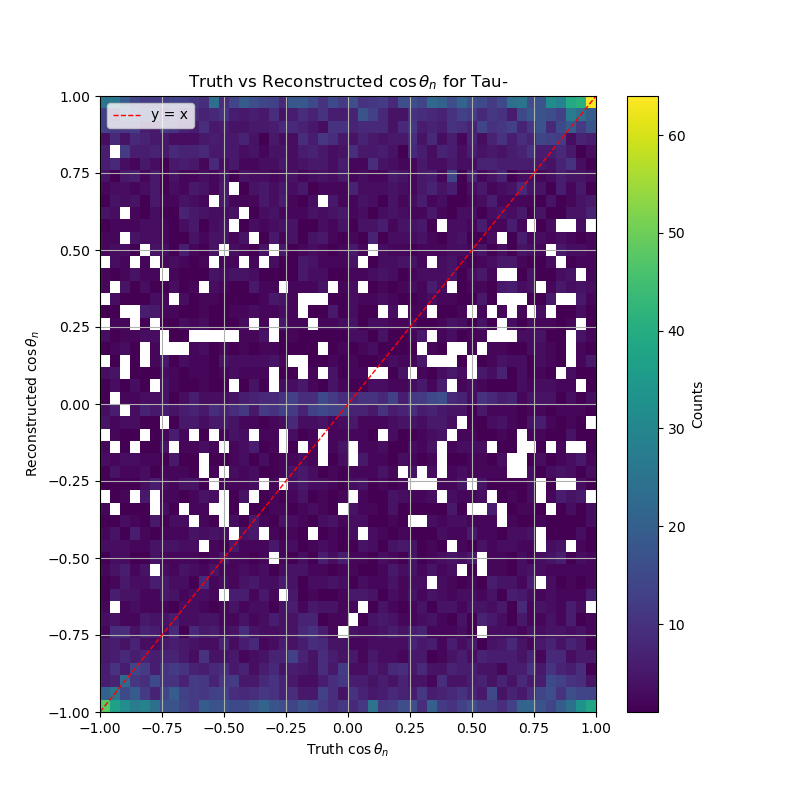 Truth vs Reconstructed cos θn for Tau-
y = x
1.00
0.75
0.50
0.25
0.00
−0.25
−0.50
−0.75
−1.00
Reconstructed cos θn
−1.00 −0.75 −0.50 −0.25 0.00 0.25 0.50 0.75 1.00
Truth cos θn
60
50
40
30
20
10
Counts